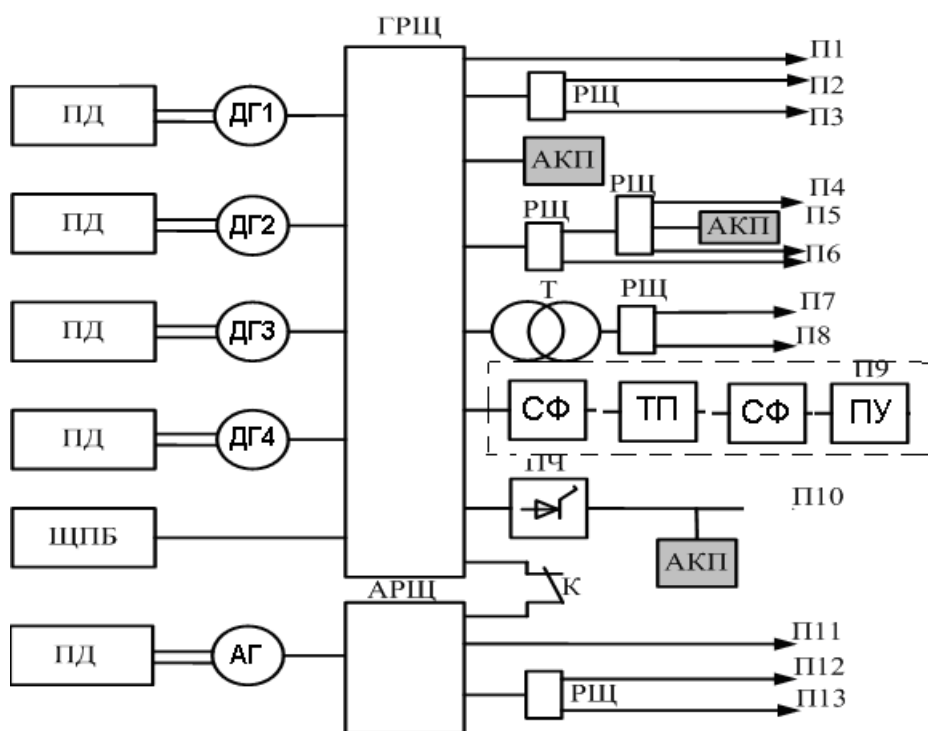 ГРЩ
П1
П2
ПД
ДГ1
РЩ
П3
АКП
РЩ
П4
П5
ПД
ДГ2
РЩ
АКП
П6
Т
РЩ
П7
ПД
ДГ3
П8
П9
СФ
ТП
СФ
ПУ
ПД
ДГ4
ПЧ
П10
ЩПБ
АКП
АРЩ
К
П11
ПД
АГ
П12
РЩ
П13